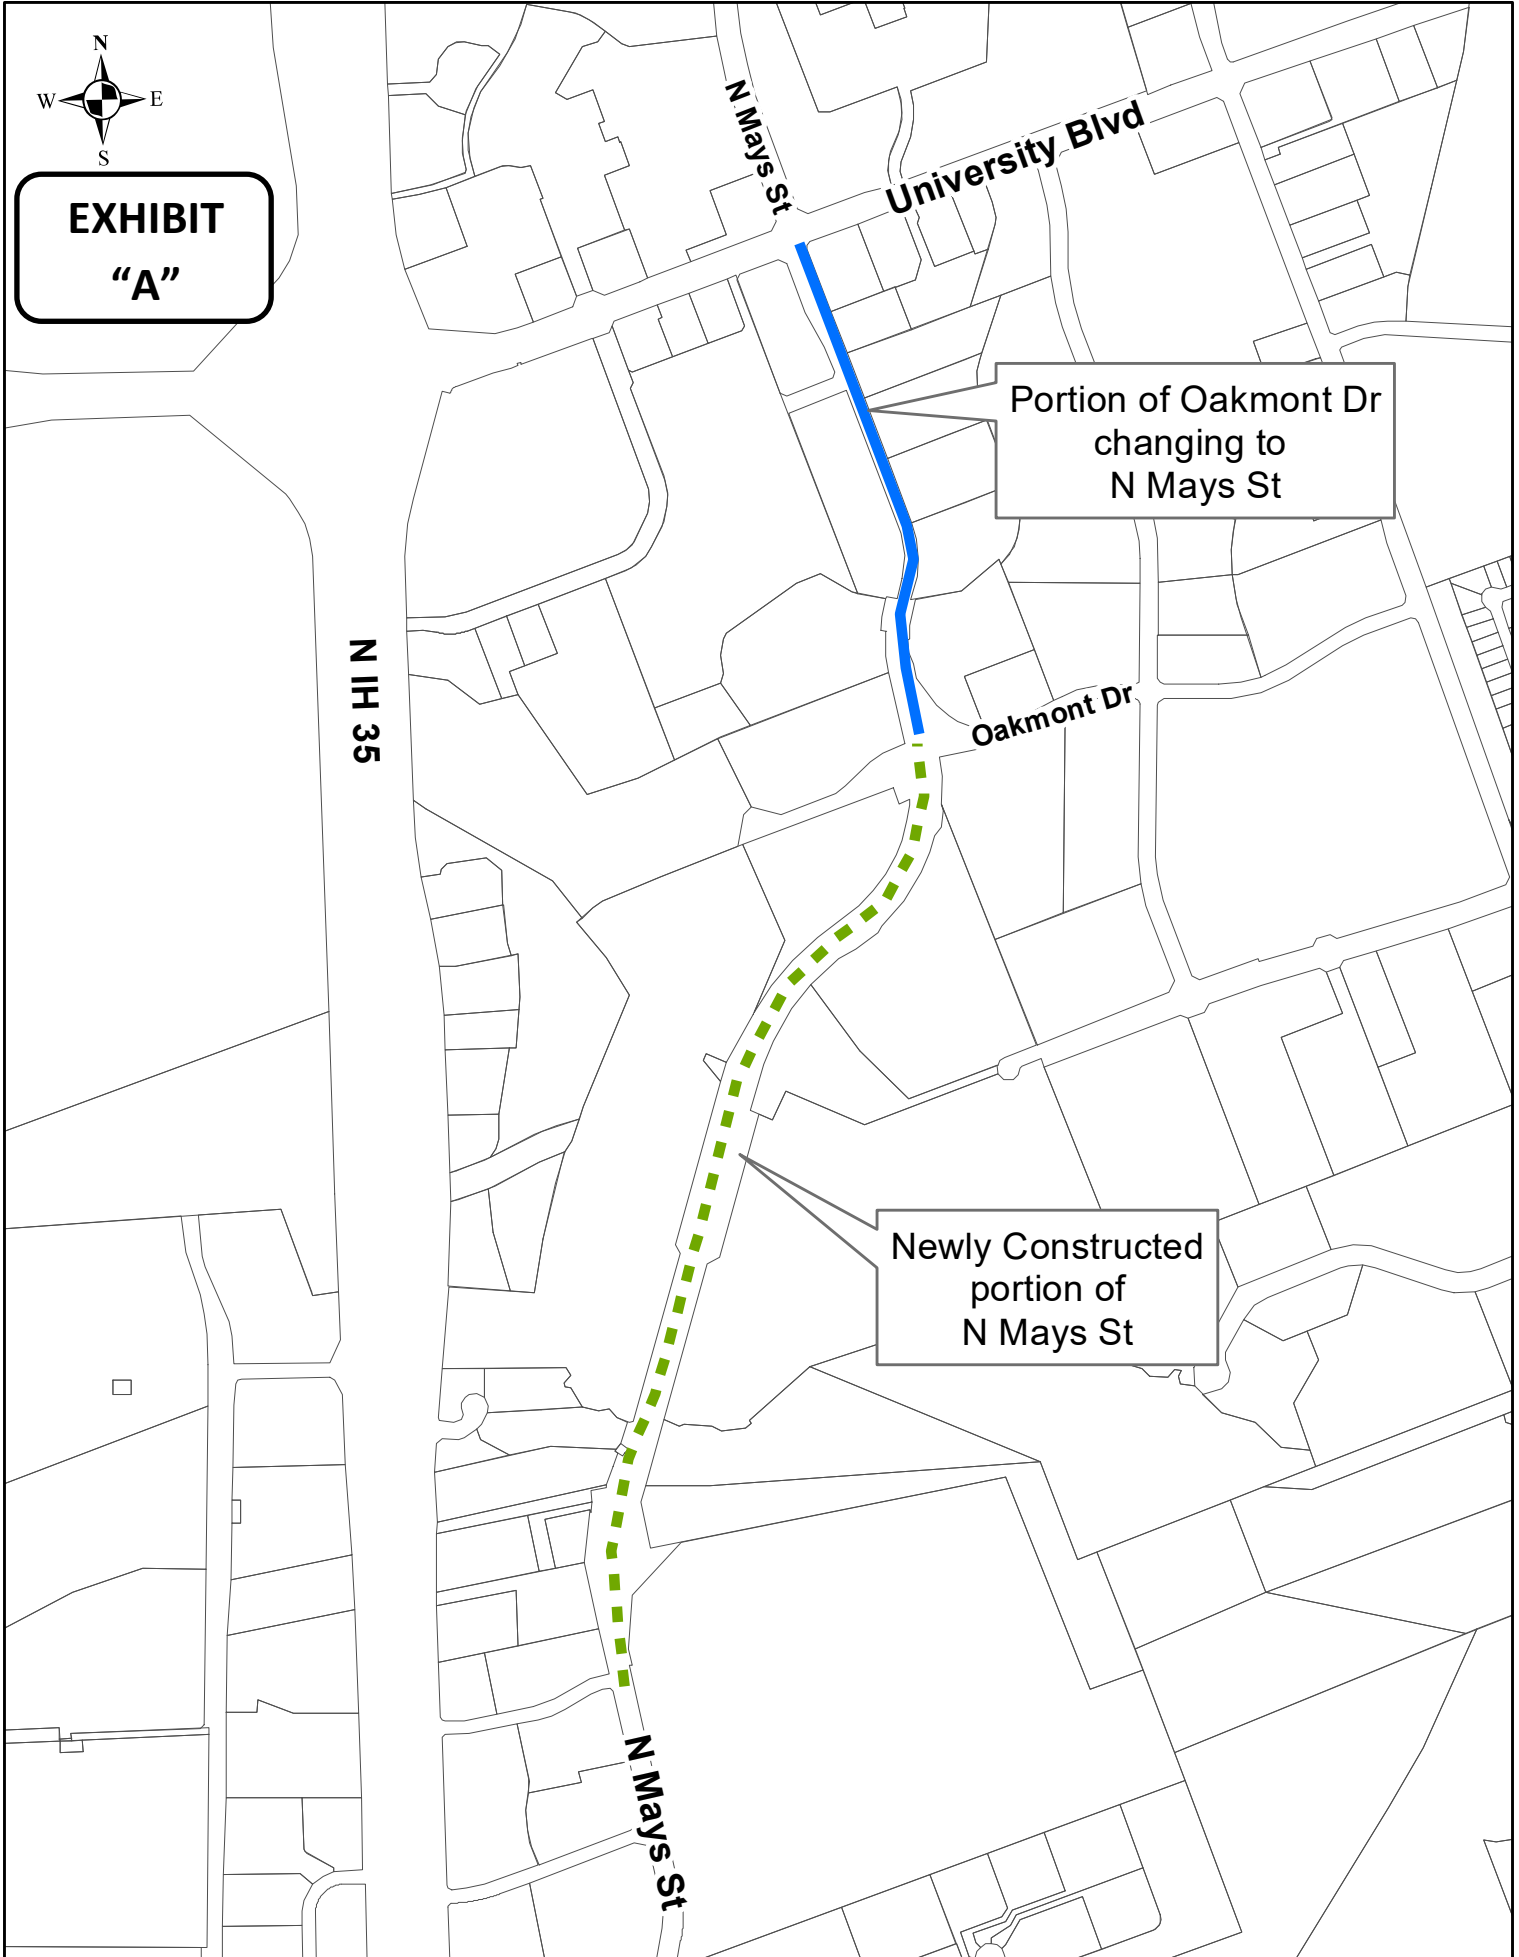 N
W E
S
EXHIBIT
“A”
N Mays St
University Blvd
Portion of Oakmont Dr
changing to
N Mays St
N IH 35
Oakmont Dr
Newly Constructed
portion of
N Mays St
N Mays St